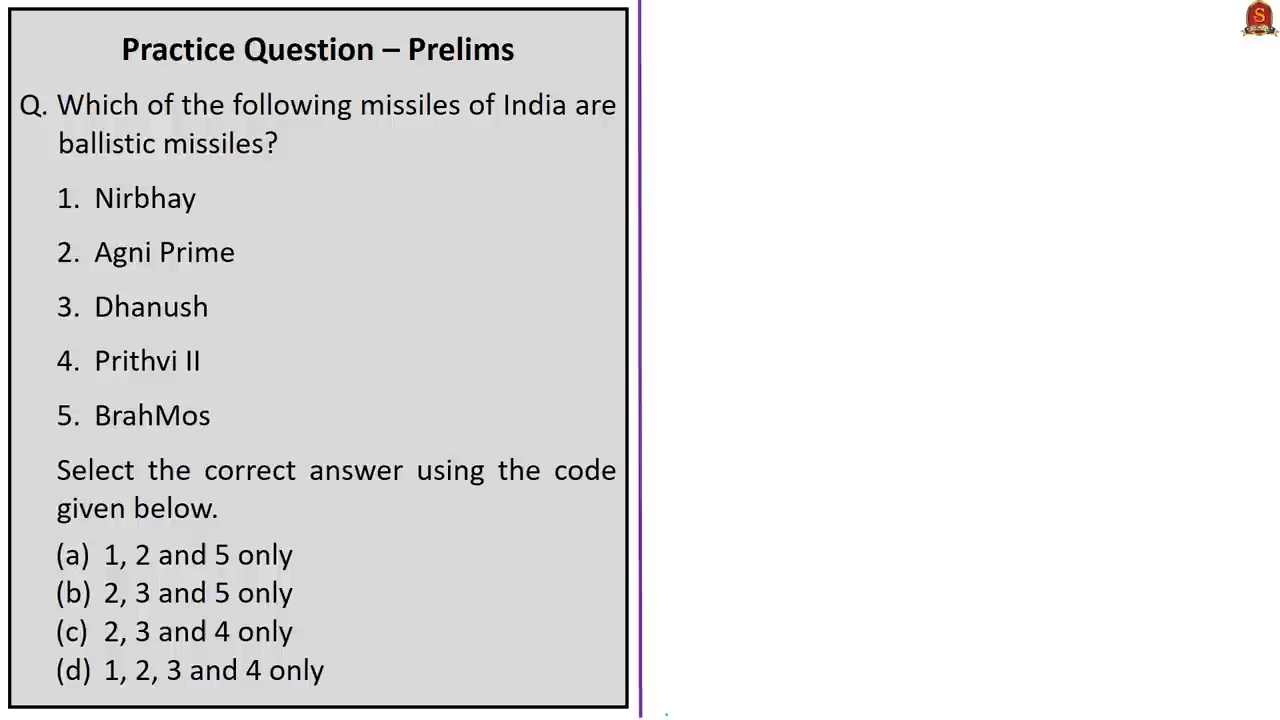 Practice Question – Prelims
Q. Which of the following missiles of India are
ballistic missiles?
1. Nirbhay
2. Agni Prime
3. Dhanush
4. Prithvi II
5. BrahMos
Select the correct answer using the code
given below.
(a) 1, 2 and 5 only
(b) 2, 3 and 5 only
(c) 2, 3 and 4 only
(d) 1, 2, 3 and 4 only
S